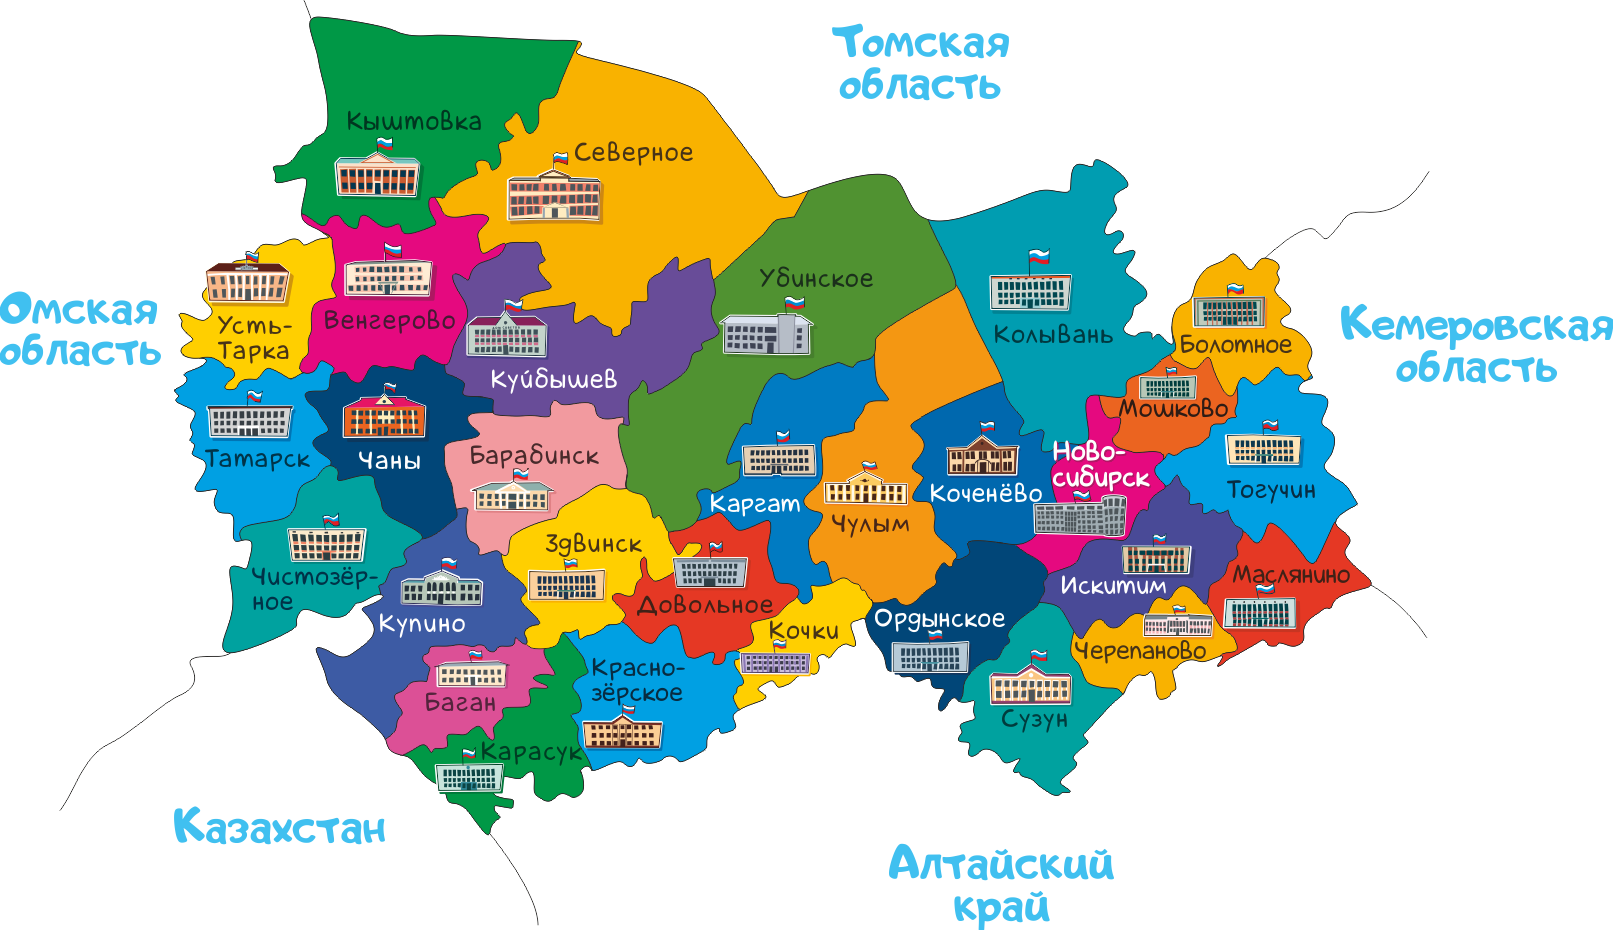 Томская
область
Кыштовка
Северное
Убинское
Омская
область
Усть-
Тарка
Венгерово
Куйбышев
Колывань
Болотное
Кемеровская
область
Мошково
Татарск
Чаны
Барабинск
Каргат
Чулым
Коченёво
Ново-
сибирск
Тогучин
Здвинск
Чистозёр-
ное
Купино
Довольное
Кочки
Ордынское
Искитим
Маслянино
Черепаново
Баган
Красно-
зёрское
Сузун
Карасук
Казахстан
Алтайский
край